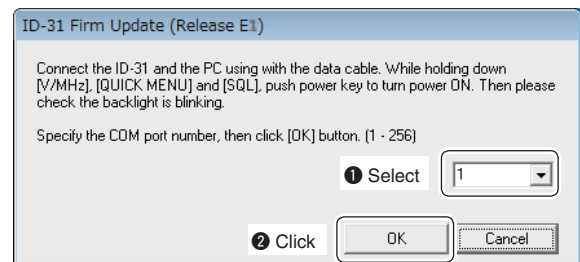 ID-31 Firm Update (Release E1)
Connect the ID-31 and the PC using with the data cable. While holding down
[V/MHz], [QUICK MENU] and [SQL], push power key to turn power ON. Then please
check the backlight is blinking.
Specify the COM port number, then click [OK] button. (1 - 256)
❶ Select 1
❷ Click OK Cancel